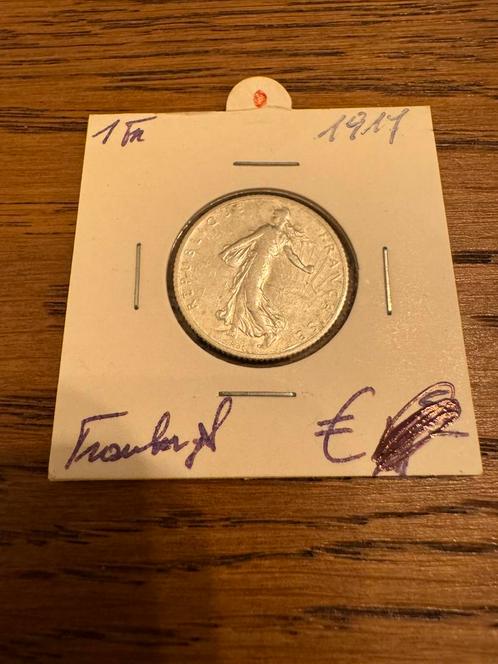 1 Fr 1917
REPUBLIQUE FRANCAISE
Frankrijk €